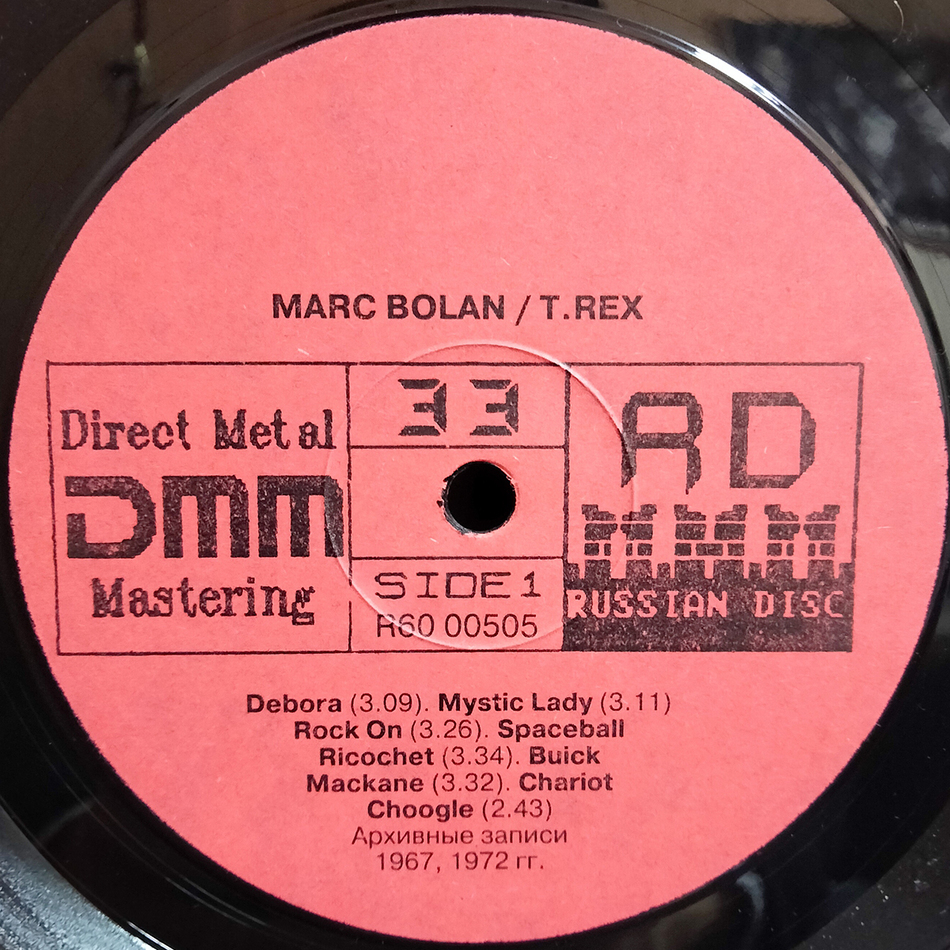 MARC BOLAN / T.REX
Direct Metal
DMM
Mastering
33
SIDE 1
R60 00505
RD
RUSSIAN DISC
Debora (3.09). Mystic Lady (3.11)
Rock On (3.26). Spaceball
Ricochet (3.34). Buick
Mackane (3.32). Chariot
Choogle (2.43)
Архивные записи
1967, 1972 гг.